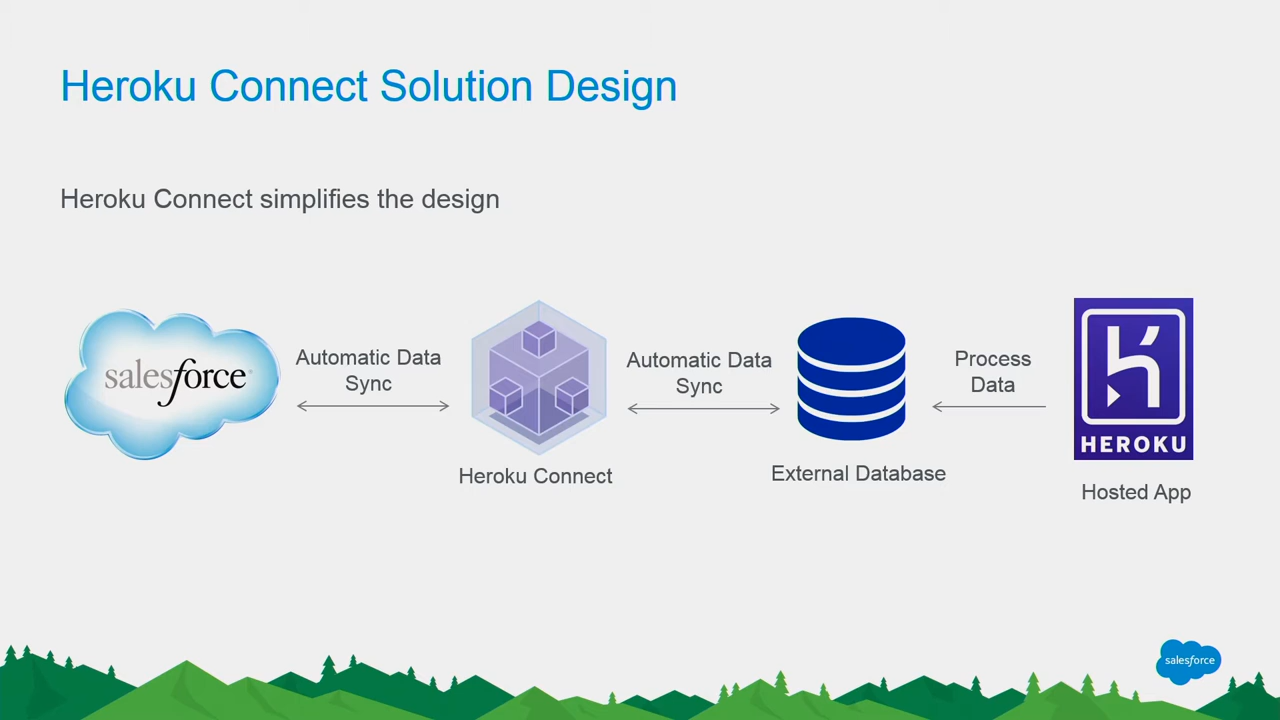 Heroku Connect Solution Design
Heroku Connect simplifies the design
salesforce
Automatic Data
Sync
Heroku Connect
Automatic Data
Sync
External Database
Process
Data
HEROKU
Hosted App
salesforce